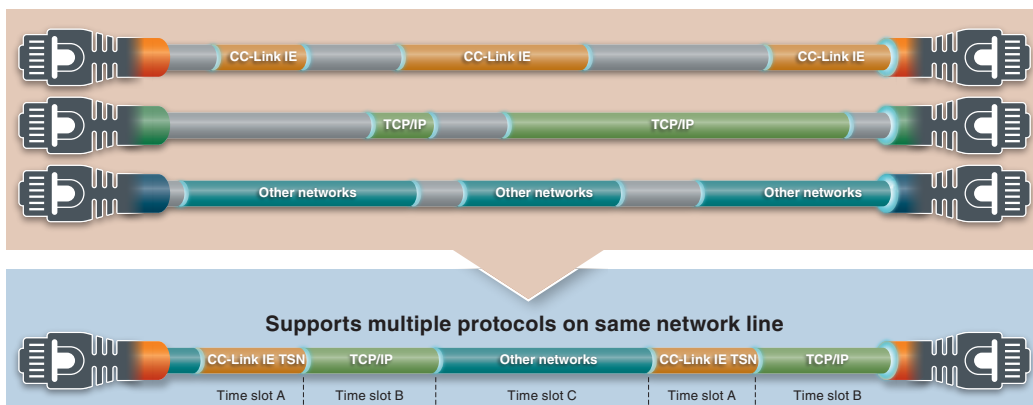 CC-Link IE CC-Link IE CC-Link IE
TCP/IP TCP/IP
Other networks Other networks Other networks
Supports multiple protocols on same network line
CC-Link IE TSN TCP/IP Other networks CC-Link IE TSN TCP/IP
Time slot A Time slot B Time slot C Time slot A Time slot B